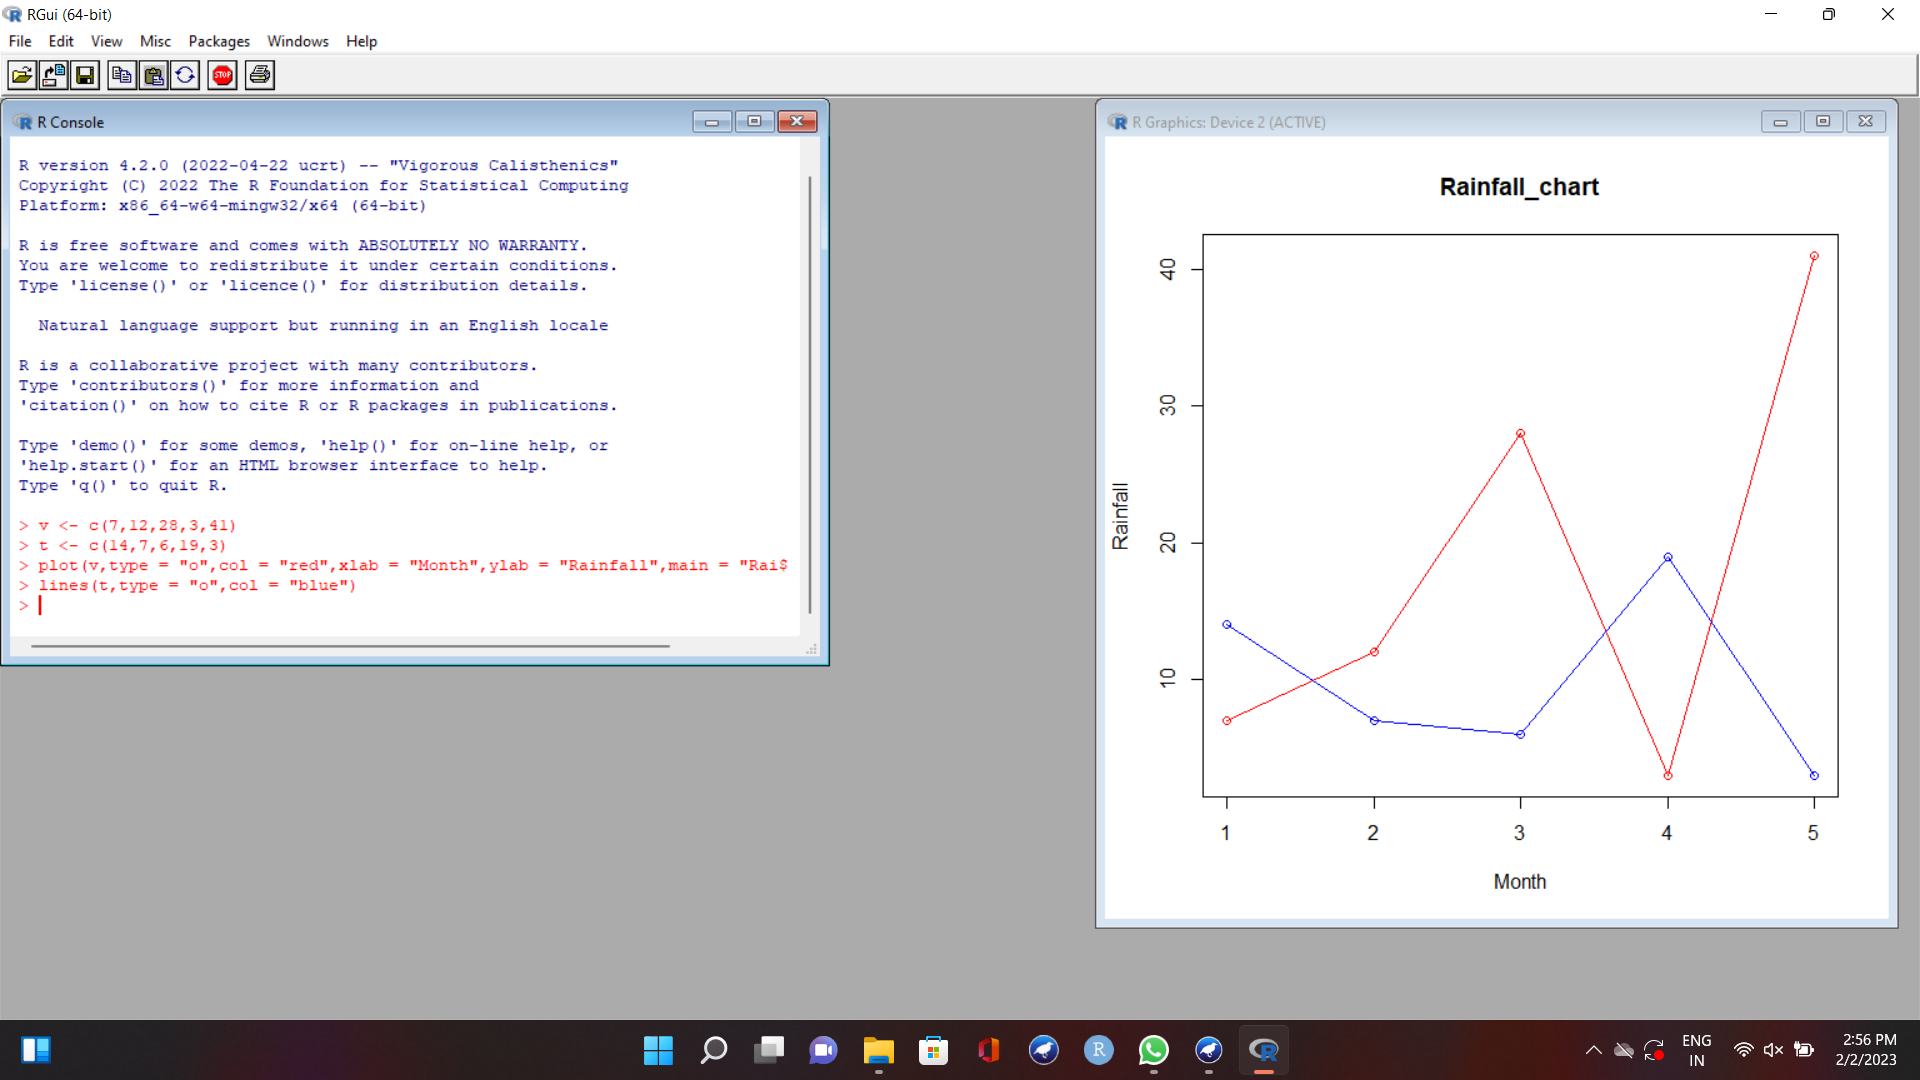 RGui (64-bit)
File Edit View Misc Packages Windows Help
STOP
R Console
R version 4.2.0 (2022-04-22 ucrt) -- "Vigorous Calisthenics"
Copyright (C) 2022 The R Foundation for Statistical Computing
Platform: x86_64-w64-mingw32/x64 (64-bit)
R is free software and comes with ABSOLUTELY NO WARRANTY.
You are welcome to redistribute it under certain conditions.
Type 'license()' or 'licence()' for distribution details.
Natural language support but running in an English locale
R is a collaborative project with many contributors.
Type 'contributors()' for more information and
'citation()' on how to cite R or R packages in publications.
Type 'demo()' for some demos, 'help()' for on-line help, or
'help.start()' for an HTML browser interface to help.
Type 'q()' to quit R.
> v <- c(7,12,28,3,41)
> t <- c(14,7,6,19,3)
> plot(v,type = "o",col = "red",xlab = "Month",ylab = "Rainfall",main = "Rai$
> lines(t,type = "o",col = "blue")
>
R Graphics: Device 2 (ACTIVE)
Rainfall_chart
40
30
20
10
Rainfall
1 2 3 4 5
Month
ENG
IN
2:56 PM
2/2/2023